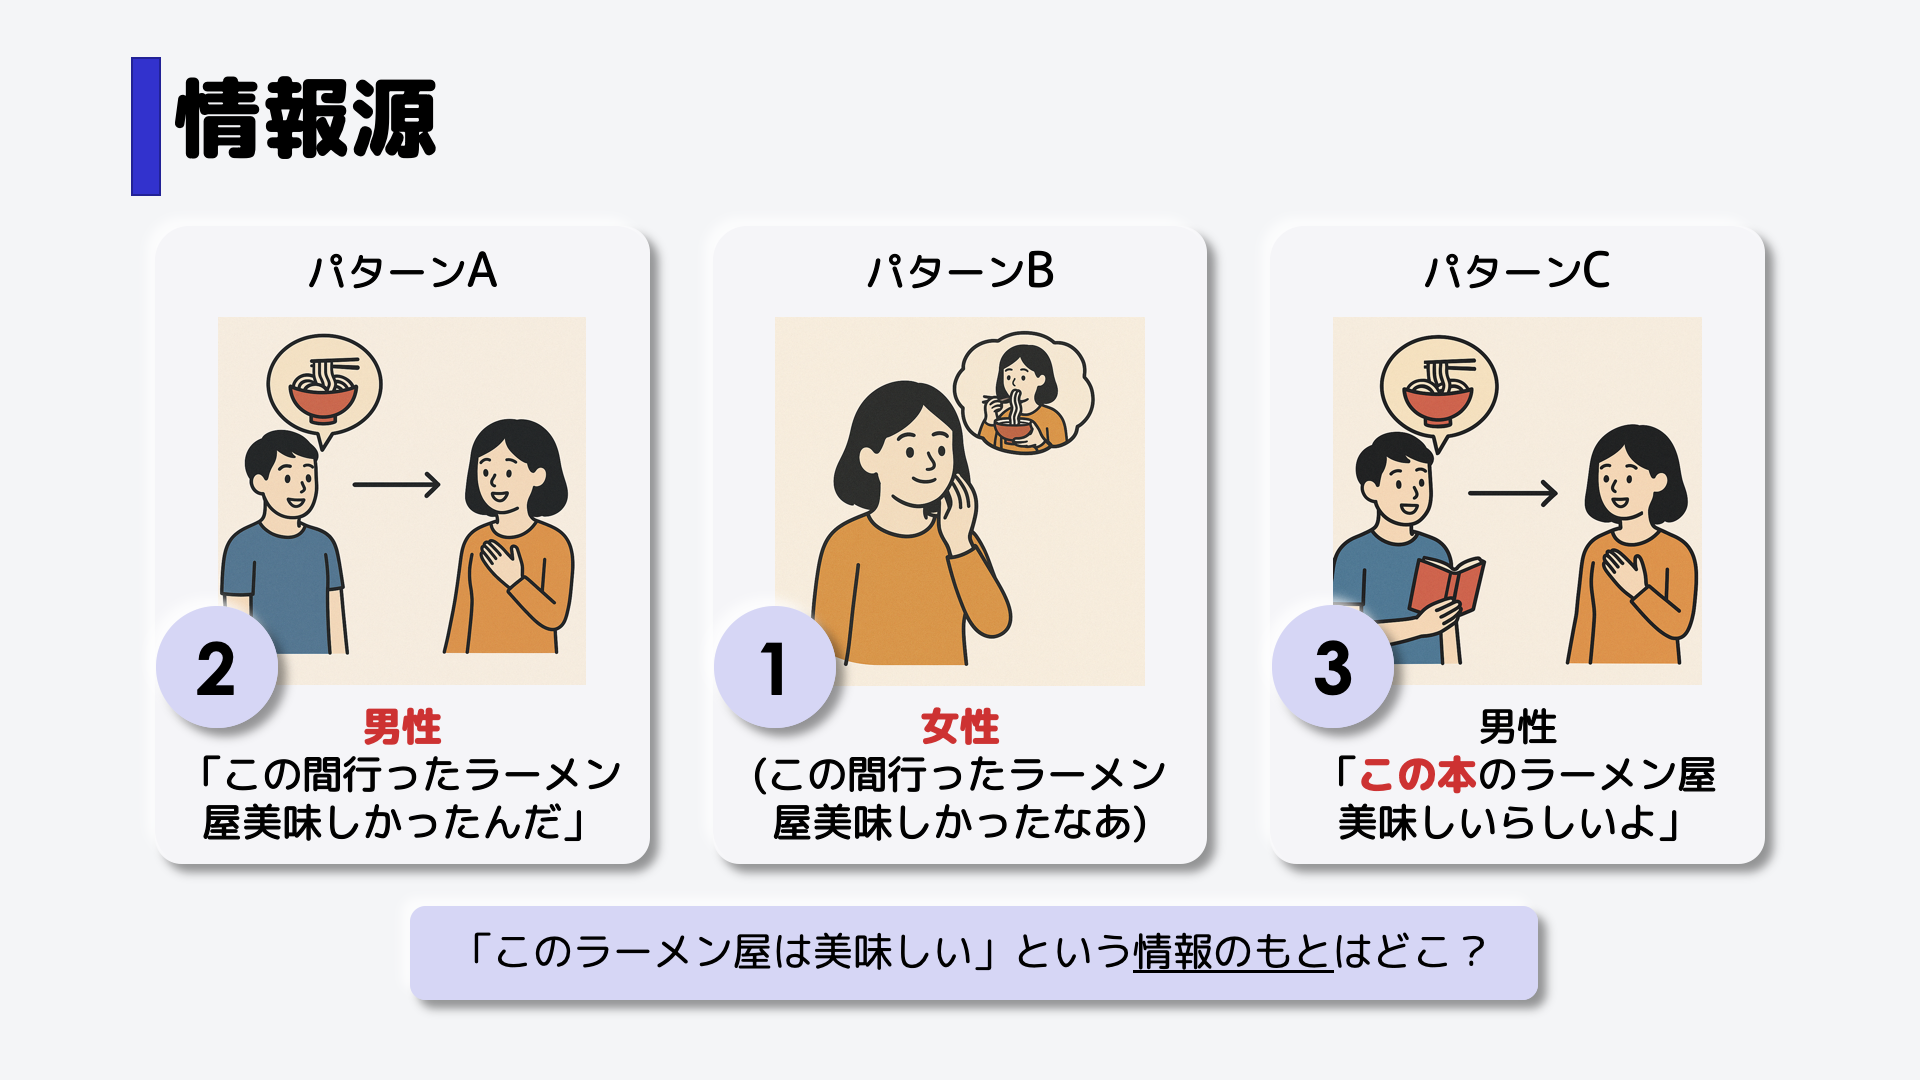 情報源
パターンA
2
男性
「この間行ったラーメン
屋美味しかったんだ」
パターンB
1
女性
(この間行ったラーメン
屋美味しかったなあ)
パターンC
3
男性
「この本のラーメン屋
美味しいらしいよ」
「このラーメン屋は美味しい」という情報のもとはどこ？